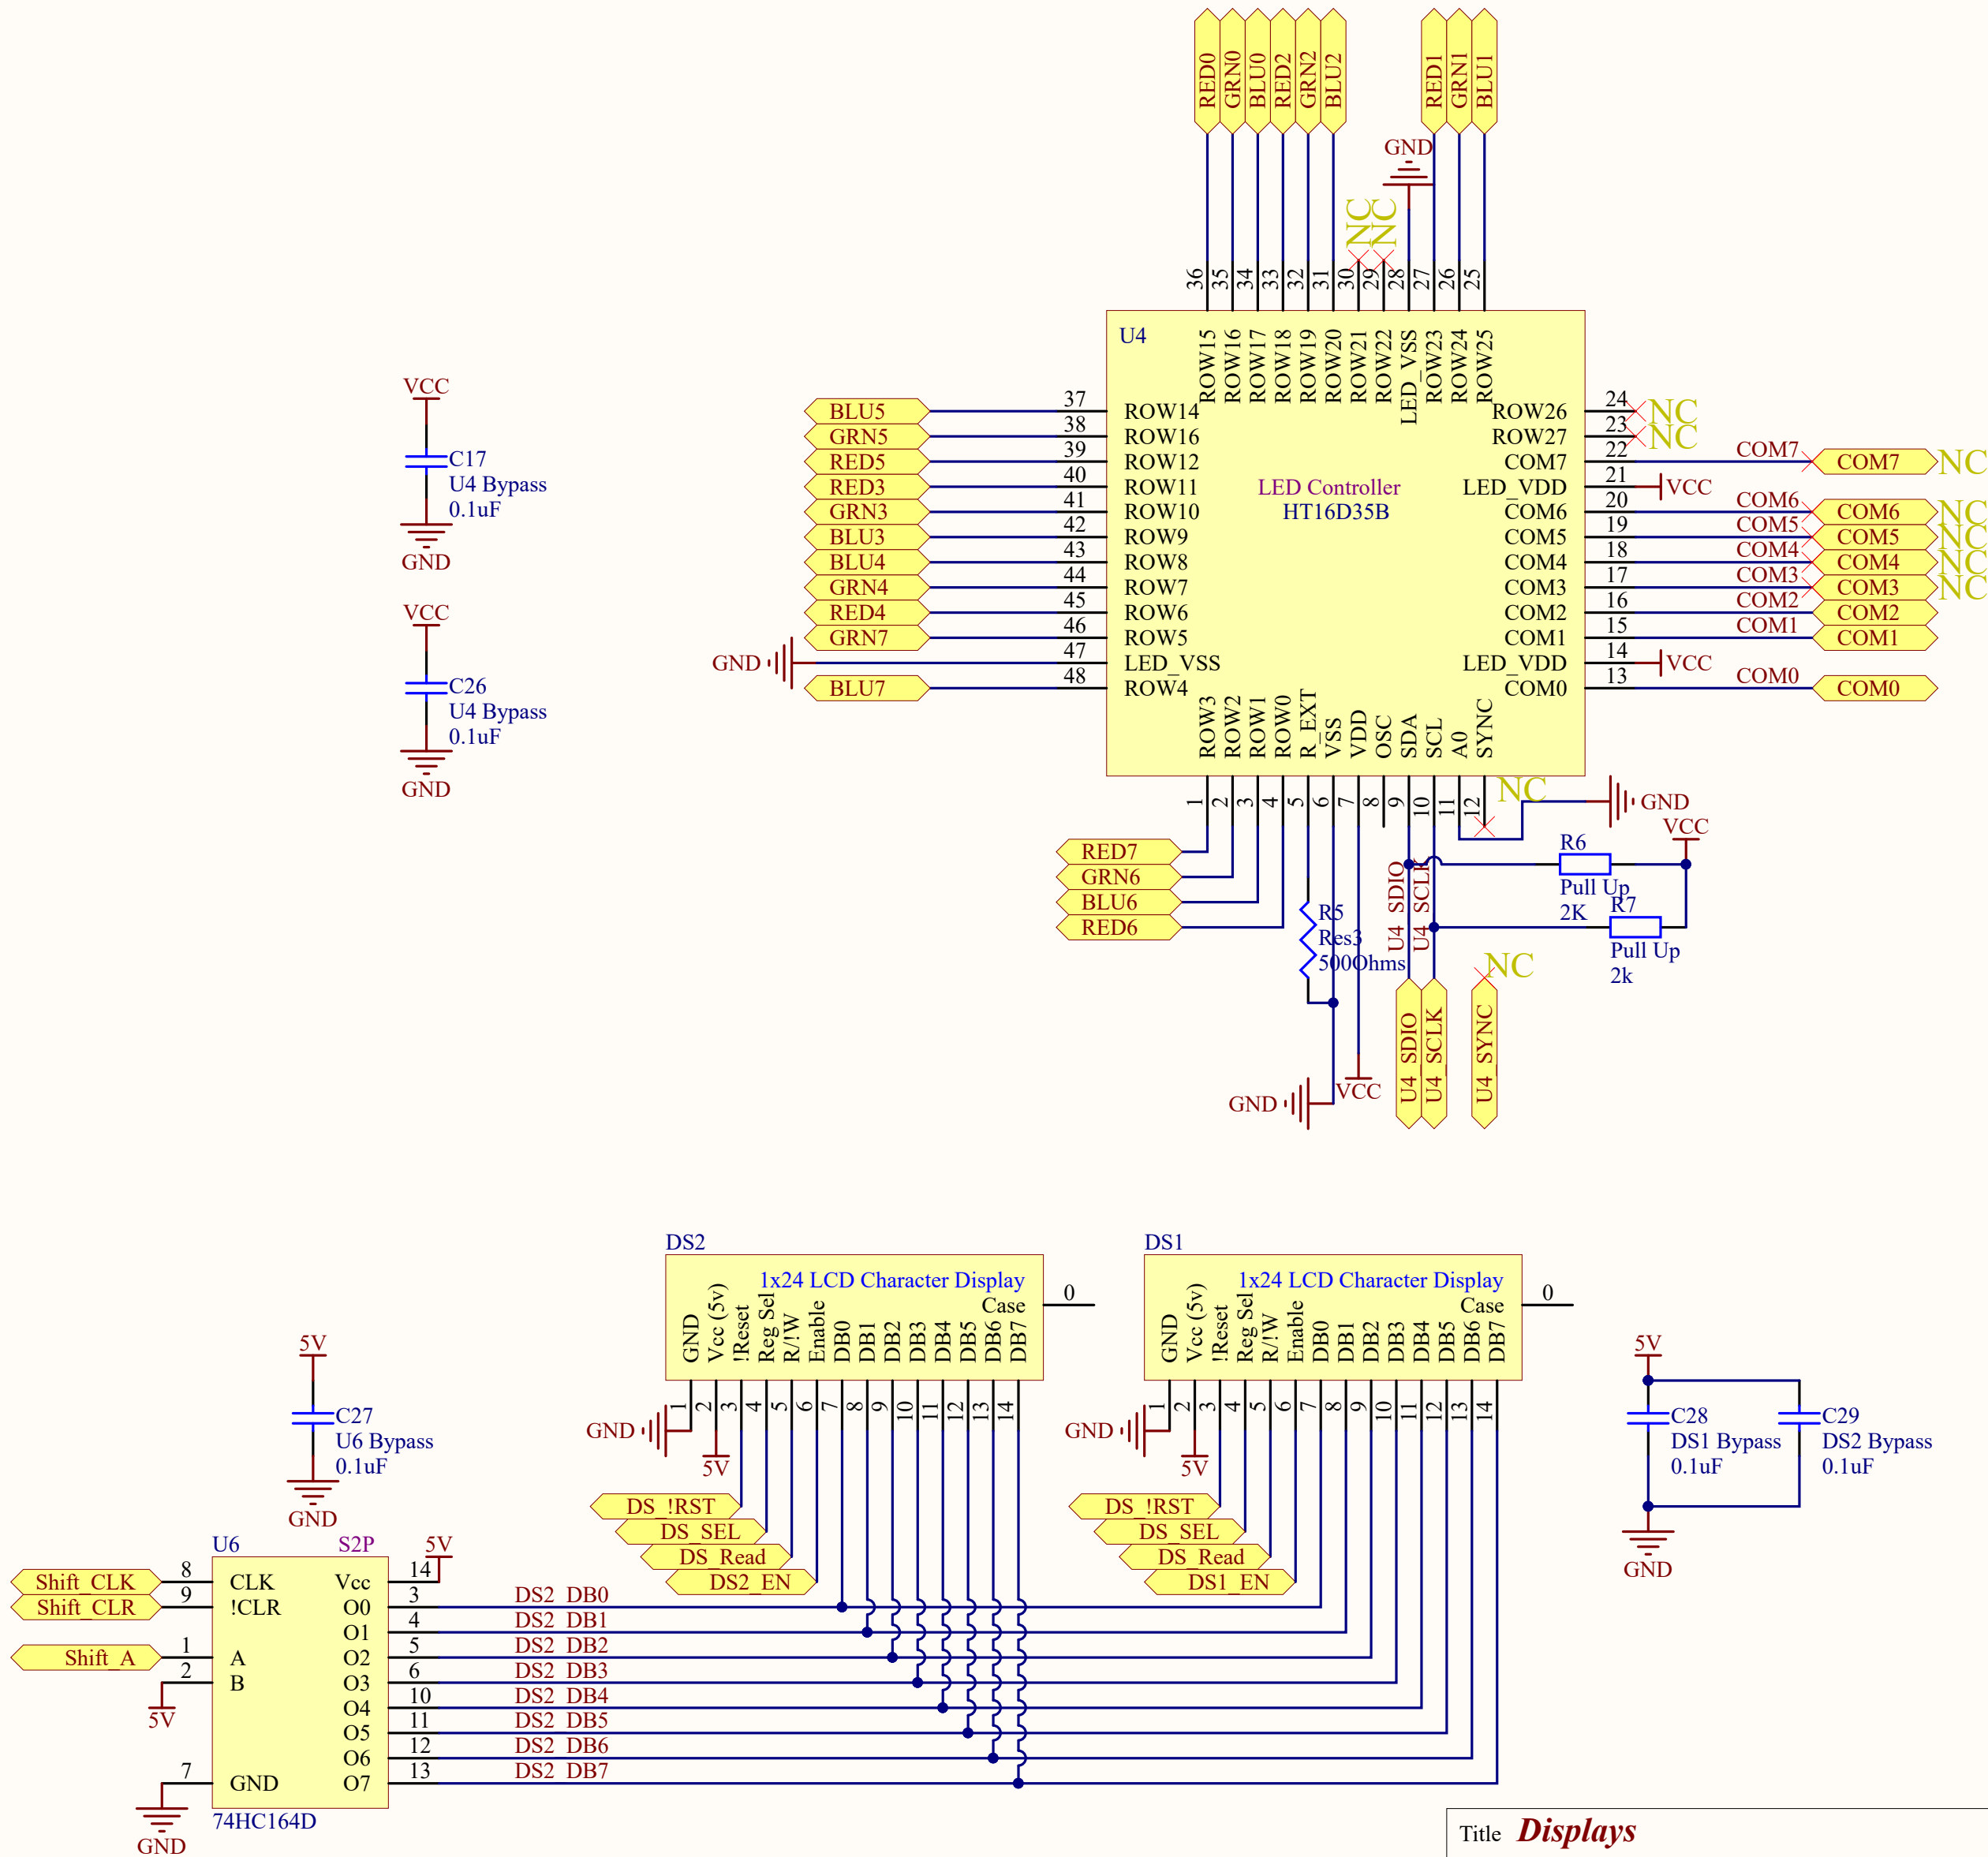 RED0
GRN0
BLU0
RED2
GRN2
BLU2
RED1
GRN1
BLU1
GND
NC
NC
36
35
34
33
32
31
30
29
28
27
26
25
U4
ROW15
ROW16
ROW17
ROW18
ROW19
ROW20
ROW21
ROW22
LED_VSS
ROW23
ROW24
ROW25
LED Controller
HT16D35B
BLU5 37 ROW14
GRN5 38 ROW16
RED5 39 ROW12
RED3 40 ROW11
GRN3 41 ROW10
BLU3 42 ROW9
BLU4 43 ROW8
GRN4 44 ROW7
RED4 45 ROW6
GRN7 46 ROW5
GND 47 LED_VSS
BLU7 48 ROW4
ROW26 24 NC
ROW27 23 NC
COM7 22 COM7 COM7 NC
LED_VDD 21 VCC
COM6 20 COM6 COM6 NC
COM5 19 COM5 COM5 NC
COM4 18 COM4 COM4 NC
COM3 17 COM3 COM3 NC
COM2 16 COM2 COM2
COM1 15 COM1 COM1
LED_VDD 14 VCC
COM0 13 COM0 COM0
ROW3
ROW2
ROW1
ROW0
R_EXT
VSS
VDD
OSC
SDA
SCL
A0
SYNC
1
2
3
4
5
6
7
8
9
10
11
12
NC
GND
VCC
RED7
GRN6
BLU6
RED6
R5
Res3
500Ohms
U4_SDIO
U4_SCLK
R6
Pull Up
2K
R7
Pull Up
2k
NC
U4_SDIO
U4_SCLK
U4_SYNC
VCC
GND
VCC
C17
U4 Bypass
0.1uF
GND
VCC
C26
U4 Bypass
0.1uF
GND
DS2
1x24 LCD Character Display
Case 0
GND
Vcc (5v)
!Reset
Reg Sel
R/!W
Enable
DB0
DB1
DB2
DB3
DB4
DB5
DB6
DB7
1
2
3
4
5
6
7
8
9
10
11
12
13
14
GND
5V
DS_!RST
DS_SEL
DS_Read
DS2_EN
DS1
1x24 LCD Character Display
Case 0
GND
Vcc (5v)
!Reset
Reg Sel
R/!W
Enable
DB0
DB1
DB2
DB3
DB4
DB5
DB6
DB7
1
2
3
4
5
6
7
8
9
10
11
12
13
14
GND
5V
DS_!RST
DS_SEL
DS_Read
DS1_EN
5V
C28
DS1 Bypass
0.1uF
C29
DS2 Bypass
0.1uF
GND
5V
C27
U6 Bypass
0.1uF
GND
U6 S2P
5V
Shift_CLK 8 CLK
Shift_CLR 9 !CLR
Shift_A 1 A
2 B
5V
7 GND
GND
Vcc 14
O0 3 DS2_DB0
O1 4 DS2_DB1
O2 5 DS2_DB2
O3 6 DS2_DB3
O4 10 DS2_DB4
O5 11 DS2_DB5
O6 12 DS2_DB6
O7 13 DS2_DB7
74HC164D
Title Displays